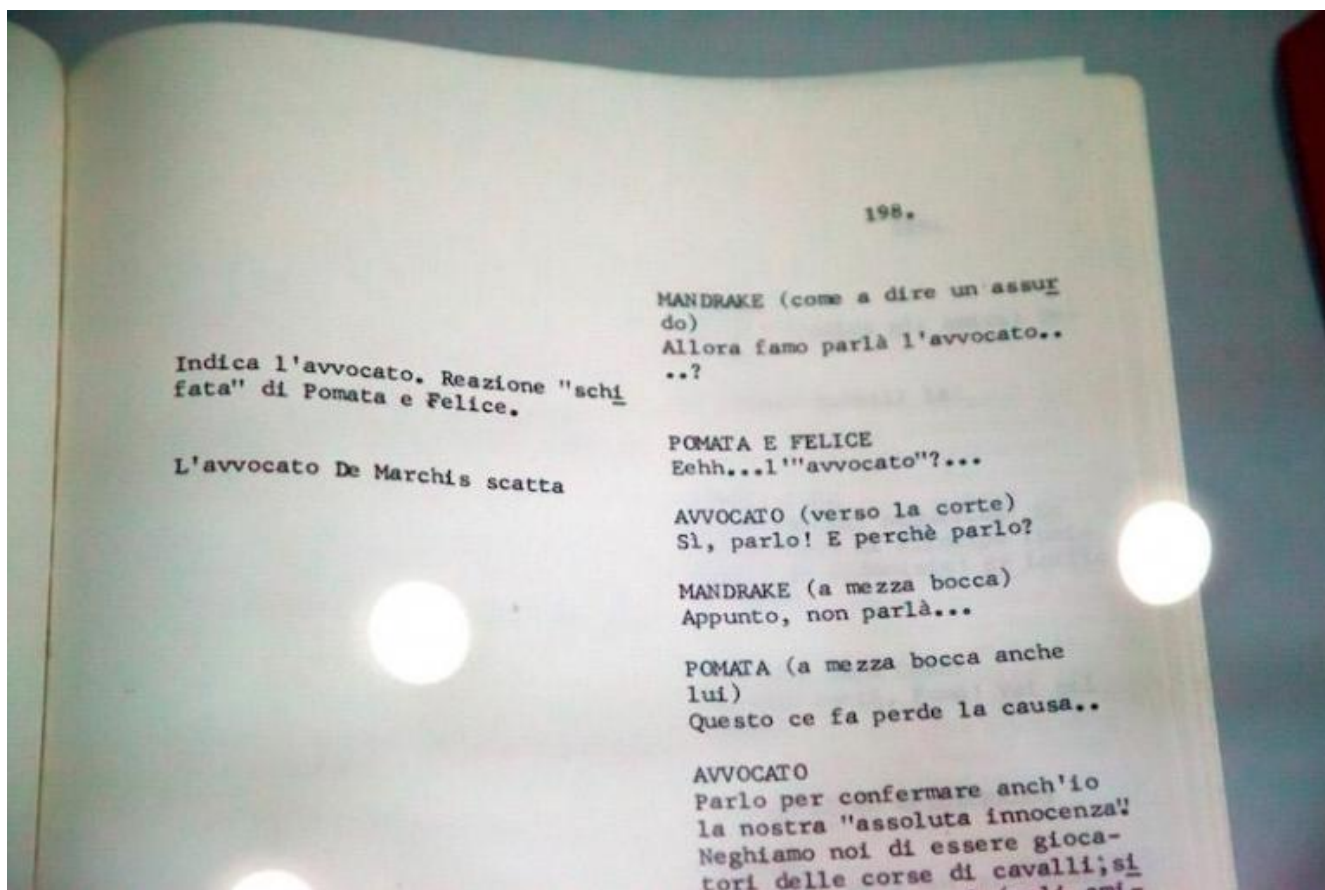 198.
Indica l'avvocato. Reazione "schi
fata" di Pomata e Felice.
L'avvocato De Marchis scatta
MANDRAKE (come a dire un assur
do)
Allora famo parlà l'avvocato..
..?
POMATA E FELICE
Eehh...l'"avvocato"?...
AVVOCATO (verso la corte)
Sì, parlo! E perchè parlo?
MANDRAKE (a mezza bocca)
Appunto, non parlà...
POMATA (a mezza bocca anche
lui)
Questo ce fa perde la causa..
AVVOCATO
Parlo per confermare anch'io
la nostra "assoluta innocenza".
Neghiamo noi di essere gioca-
tori delle corse di cavalli; si